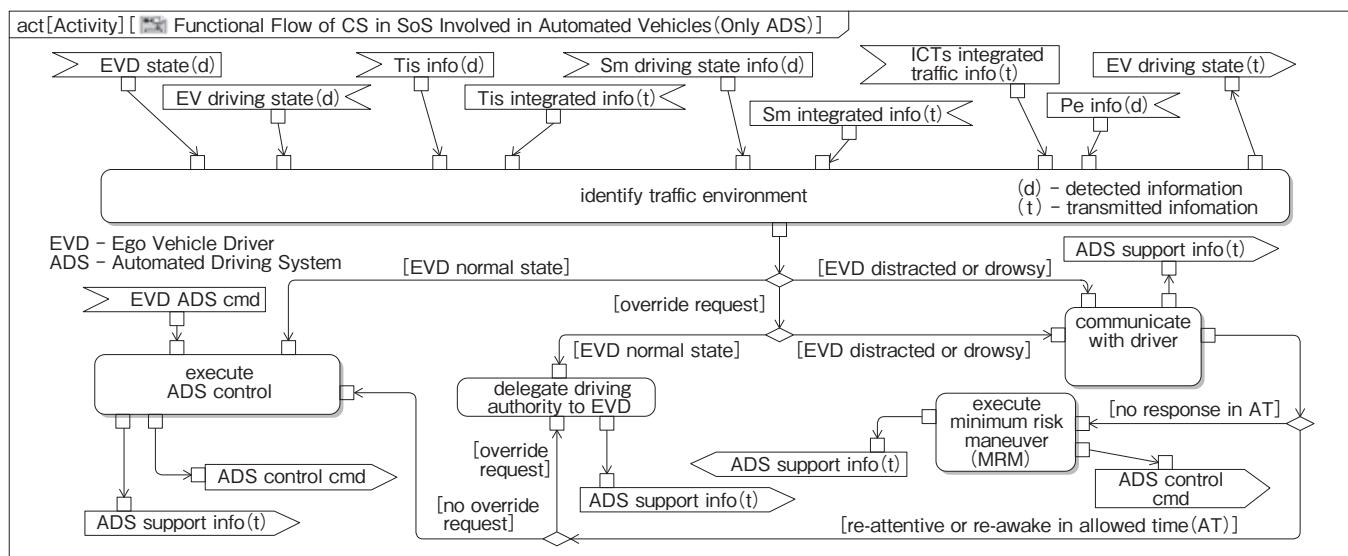 act[Activity] [ Functional Flow of CS in SoS Involved in Automated Vehicles(Only ADS)]
EVD state(d)
Tis info(d)
Sm driving state info(d)
ICTs integrated
traffic info(t)
EV driving state(t)
EV driving state(d)
Tis integrated info(t)
Sm integrated info(t)
Pe info(d)
identify traffic environment
(d) - detected information
(t) - transmitted infomation
EVD - Ego Vehicle Driver
ADS - Automated Driving System
ADS support info(t)
[EVD normal state]
[EVD distracted or drowsy]
EVD ADS cmd
[override request]
communicate
with driver
[EVD normal state]
[EVD distracted or drowsy]
execute
ADS control
delegate driving
authority to EVD
execute
minimum risk
maneuver
(MRM)
[no response in AT]
[override
request]
ADS support info(t)
ADS control cmd
ADS control
cmd
[no override
request]
ADS support info(t)
ADS support info(t)
[re-attentive or re-awake in allowed time(AT)]